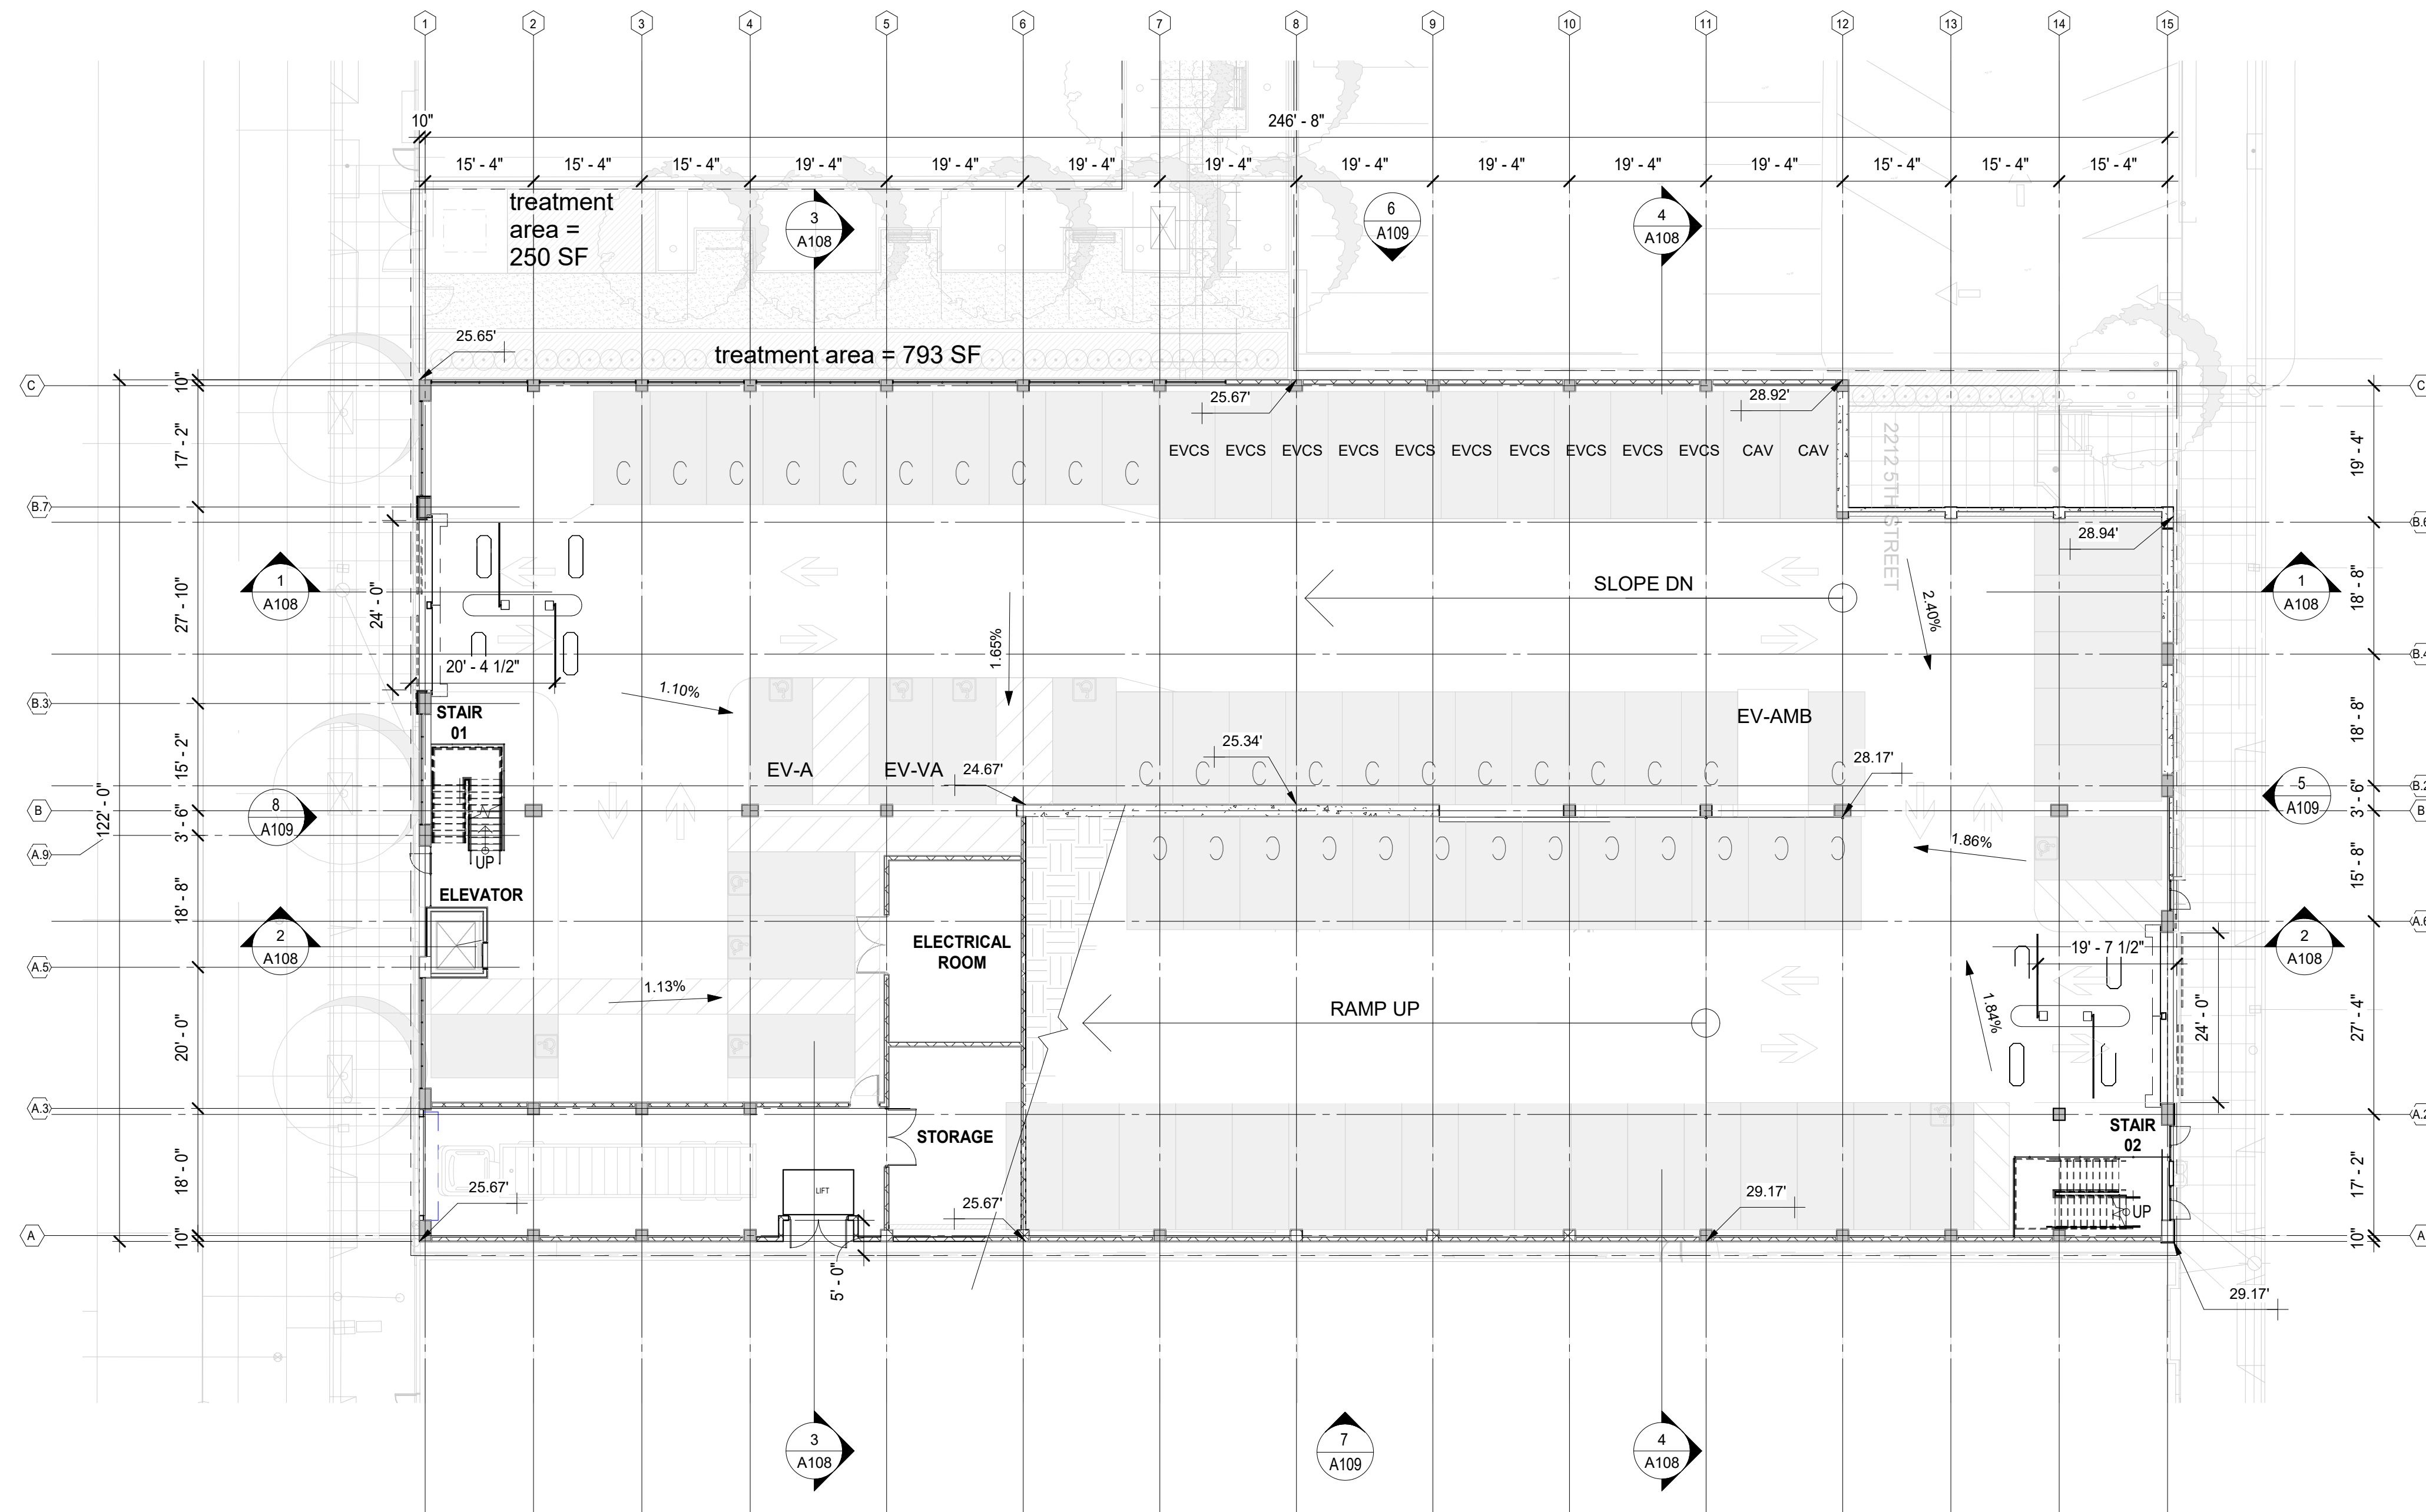 1 2 3 4 5 6 7 8 9 10 11 12 13 14 15
10" 246' - 8"
15' - 4" 15' - 4" 15' - 4" 19' - 4" 19' - 4" 19' - 4" 19' - 4" 19' - 4" 19' - 4" 19' - 4" 19' - 4" 15' - 4" 15' - 4" 15' - 4"
treatment
area =
250 SF
3
A108
6
A109
4
A108
25.65'
treatment area = 793 SF
C 10" C
25.67' 28.92'
17' - 2"
EVCS EVCS EVCS EVCS EVCS EVCS EVCS EVCS EVCS EVCS CAV CAV
19' - 4"
C C C C C C C C C C
2212 5TH STREET
B.7
B.6
28.94'
1
A108
27' - 10"
24' - 0"
SLOPE DN
2.40%
18' - 8"
1
A108
1.65%
20' - 4 1/2"
B.4
1.10%
B.3
STAIR
01
EV-AMB
18' - 8"
15' - 2"
25.34'
EV-A EV-VA 24.67'
28.17'
C C C C C C C C C C C C
B.2
122' - 0"
8
A109
5
A109
B 3' - 6" 3' - 6" B
A.9
UP
C C C C C C C C C C C C C
1.86%
15' - 8"
18' - 8"
ELEVATOR
2
A108
ELECTRICAL
ROOM
A.6
19' - 7 1/2"
2
A108
A.5
1.13%
RAMP UP
1.84%
24' - 0"
27' - 4"
20' - 0"
A.3
A.2
STORAGE
STAIR
02
18' - 0"
25.67'
LIFT
25.67'
29.17'
17' - 2"
UP
A 10" 10" A
5' - 0"
29.17'
3
A108
7
A109
4
A108